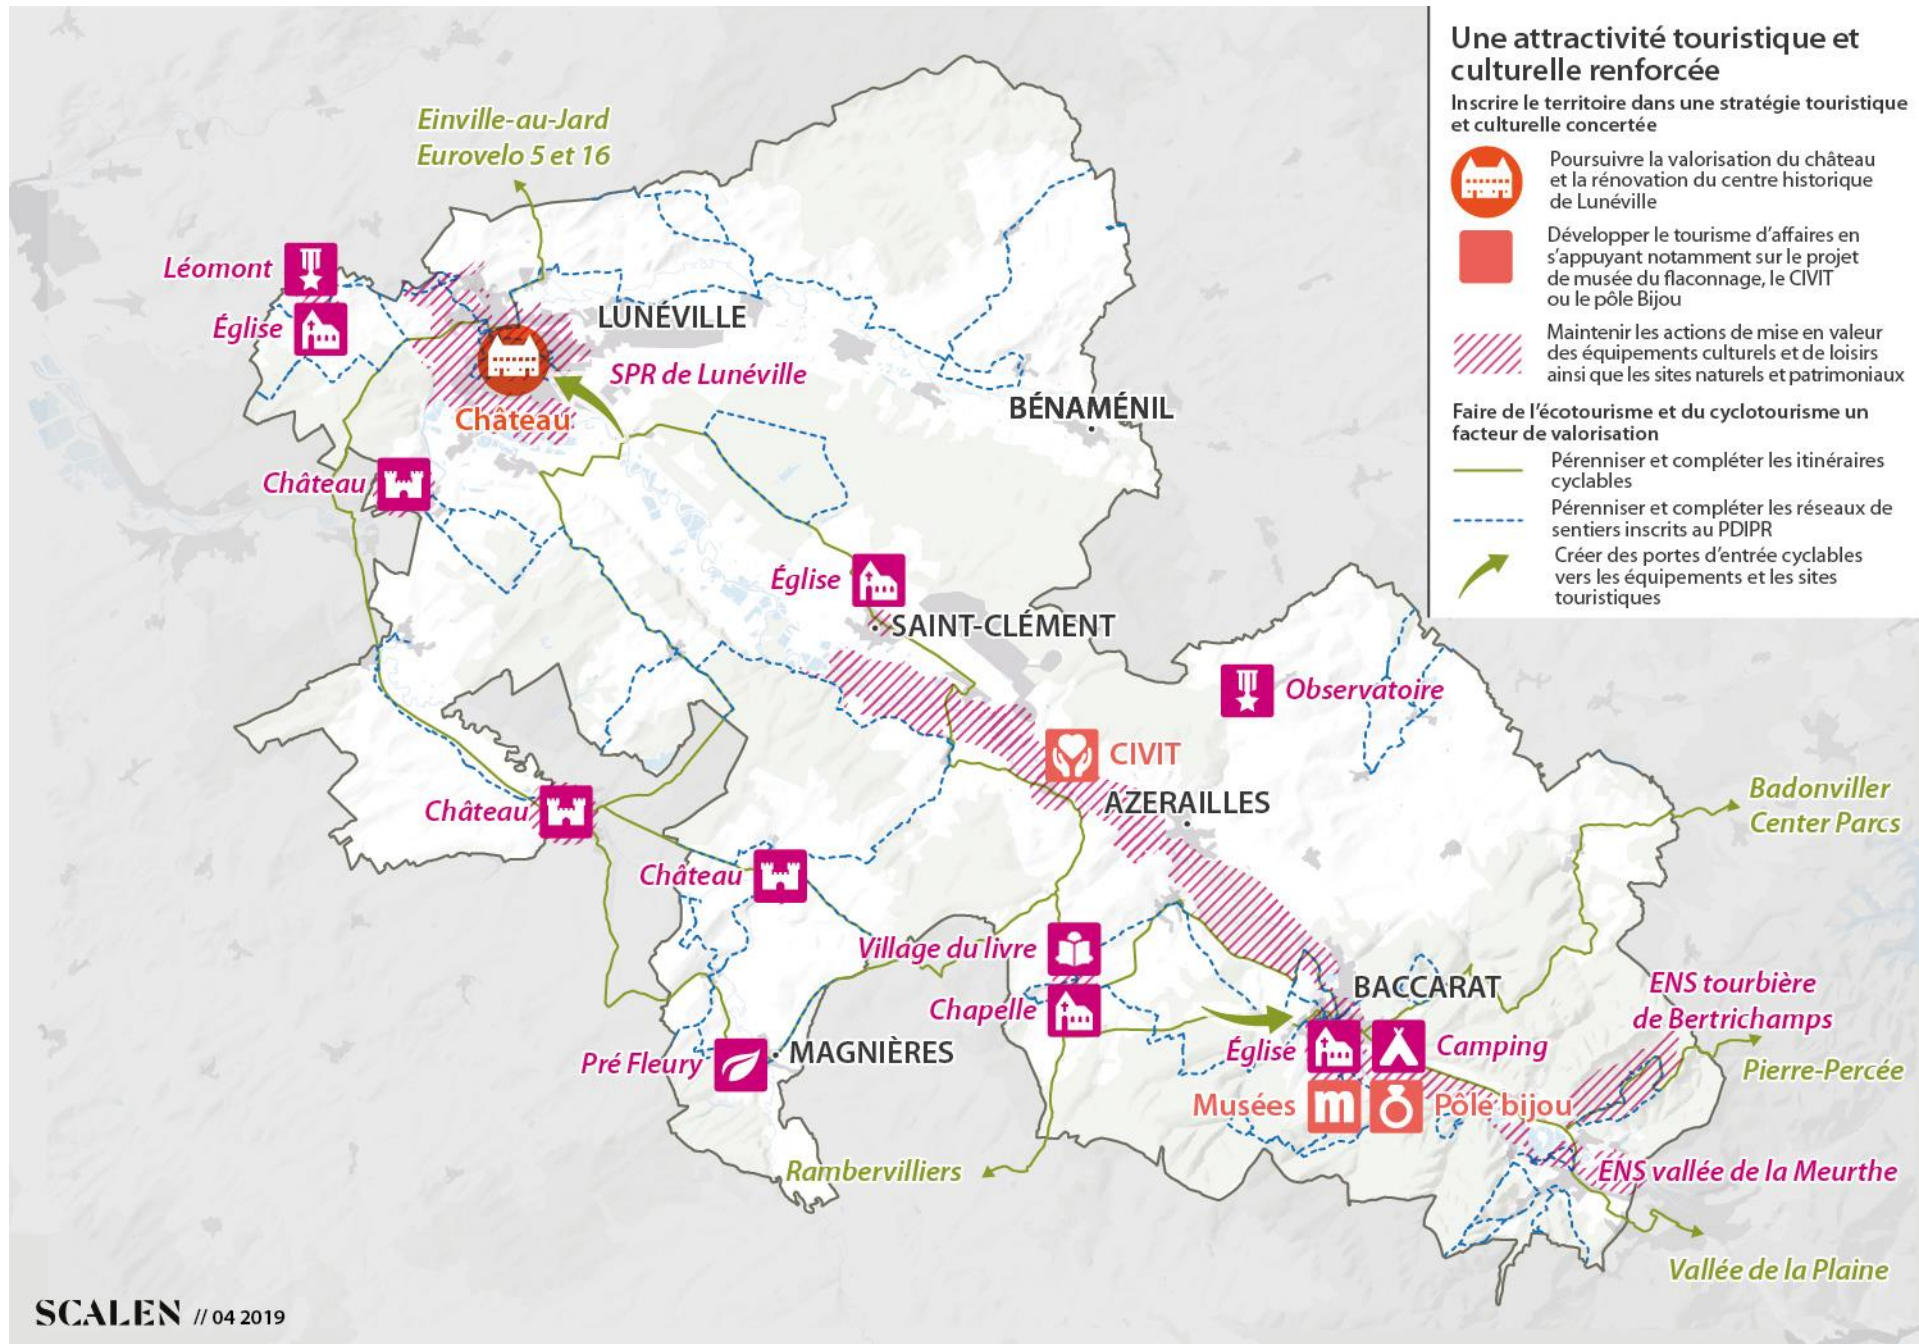 Une attractivité touristique et
culturelle renforcée
Inscrire le territoire dans une stratégie touristique
et culturelle concertée
Poursuivre la valorisation du château
et la rénovation du centre historique
de Lunéville
Développer le tourisme d'affaires en
s'appuyant notamment sur le projet
de musée du flaconnage, le CIVIT
ou le pôle Bijou
Maintenir les actions de mise en valeur
des équipements culturels et de loisirs
ainsi que les sites naturels et patrimoniaux
Faire de l'écotourisme et du cyclotourisme un
facteur de valorisation
Pérenniser et compléter les itinéraires
cyclables
Pérenniser et compléter les réseaux de
sentiers inscrits au PDIPR
Créer des portes d'entrée cyclables
vers les équipements et les sites
touristiques
Einville-au-Jard
Eurovelo 5 et 16
Léomont
Église
LUNÉVILLE
SPR de Lunéville
Château
BÉNAMÉNIL
Château
Église
SAINT-CLÉMENT
Observatoire
CIVIT
AZERAILLES
Badonviller
Center Parcs
Château
Château
Village du livre
Chapelle
BACCARAT
ENS tourbière
de Bertrichamps
Pré Fleury
MAGNIÈRES
Église
Camping
Pierre-Percée
Musées
m
Pôle bijou
Rambervilliers
ENS vallée de la Meurthe
Vallée de la Plaine
SCALEN // 04 2019